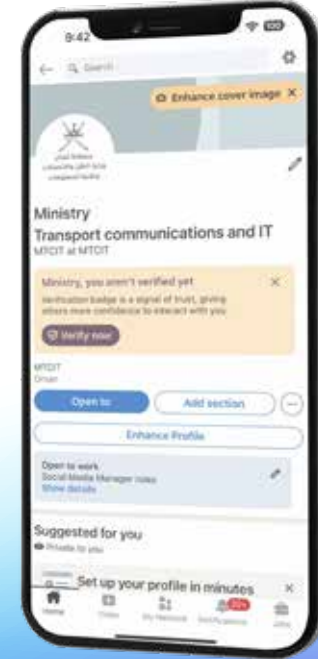 9:42
100
Search
Enhance cover image X
Ministry
Transport communications and IT
MTCIT at MTCIT
Ministry, you aren't verified yet
Verification badge is a signal of trust, giving
others more confidence to interact with you
Verify now
MTCIT
Oman
Open to
Add section
Enhance Profile
Open to work
Social Media Manager roles
Show details
Suggested for you
Private to you
Set up your profile in minutes
Home
My Network
Notifications
Jobs